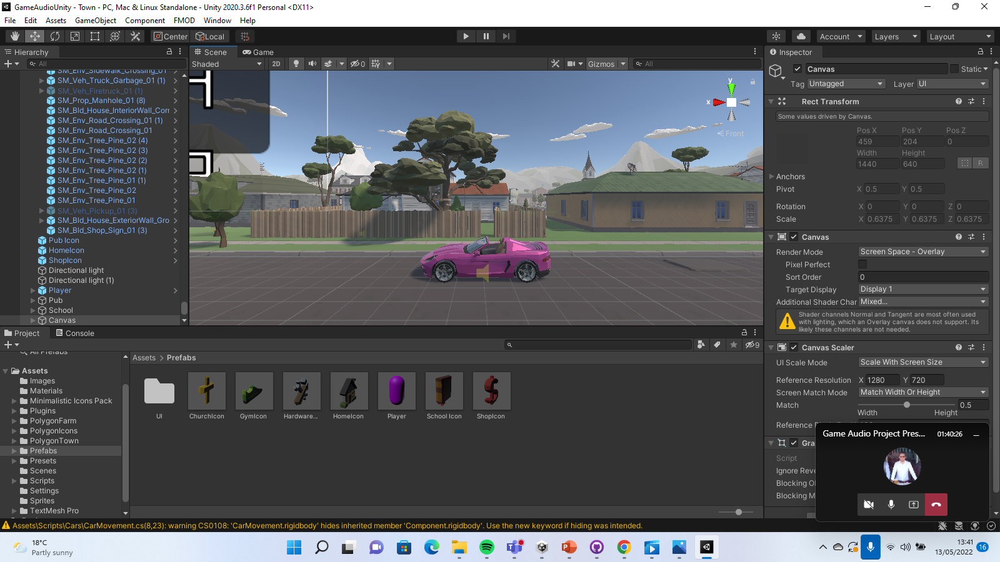 GameAudioUnity - Town - PC, Mac & Linux Standalone - Unity 2020.3.6f1 Personal <DX11>
File Edit Assets GameObject Component FMOD Window Help
Center Local
Account Layers Layout
Hierarchy
All
SM_Env_Sidewalk_Crossing_01
SM_Veh_Truck_Garbage_01 (1)
SM_Veh_Firetruck_01 (1)
SM_Prop_Manhole_01 (8)
SM_Bld_House_InteriorWall_Corr
SM_Env_Road_Crossing_01 (1)
SM_Env_Road_Crossing_01
SM_Env_Tree_Pine_02 (4)
SM_Env_Tree_Pine_02 (3)
SM_Env_Tree_Pine_02 (2)
SM_Env_Tree_Pine_02 (1)
SM_Env_Tree_Pine_01 (1)
SM_Env_Tree_Pine_02
SM_Env_Tree_Pine_01
SM_Veh_Pickup_01 (3)
SM_Bld_House_ExteriorWall_Gro
SM_Bld_Shop_Sign_01 (3)
Pub Icon
HomeIcon
ShopIcon
Directional light
Directional light (1)
Player
Pub
School
Canvas
Scene Game
Shaded 2D 0 Gizmos All
y
x
Front
Inspector
Canvas Static
Tag Untagged Layer UI
Rect Transform
Some values driven by Canvas.
Pos X Pos Y Pos Z
459 204 0
Width Height
1440 640 R
Anchors
Pivot X 0.5 Y 0.5
Rotation X 0 Y 0 Z 0
Scale X 0.6375 Y 0.6375 Z 0.6375
Canvas
Render Mode Screen Space - Overlay
Pixel Perfect
Sort Order 0
Target Display Display 1
Additional Shader Char Mixed...
Shader channels Normal and Tangent are most often used
with lighting, which an Overlay canvas does not support. Its
likely these channels are not needed.
Canvas Scaler
UI Scale Mode Scale With Screen Size
Reference Resolution X 1280 Y 720
Screen Match Mode Match Width Or Height
Match 0.5
Width Height
Reference
Gra
Script
Ignore Reve
Blocking O
Blocking M
Game Audio Project Pres... 01:40:26
Project Console
9
All Prefabs
Assets
Images
Materials
Minimalistic Icons Pack
Plugins
PolygonFarm
PolygonIcons
PolygonTown
Prefabs
Presets
Scenes
Scripts
Settings
Sprites
TextMesh Pro
Assets > Prefabs
UI ChurchIcon GymIcon Hardware... HomeIcon Player School Icon ShopIcon
Assets\Scripts\Cars\CarMovement.cs(8,23): warning CS0108: 'CarMovement.rigidbody' hides inherited member 'Component.rigidbody'. Use the new keyword if hiding was intended.
18°C
Partly sunny
13:41
13/05/2022
16